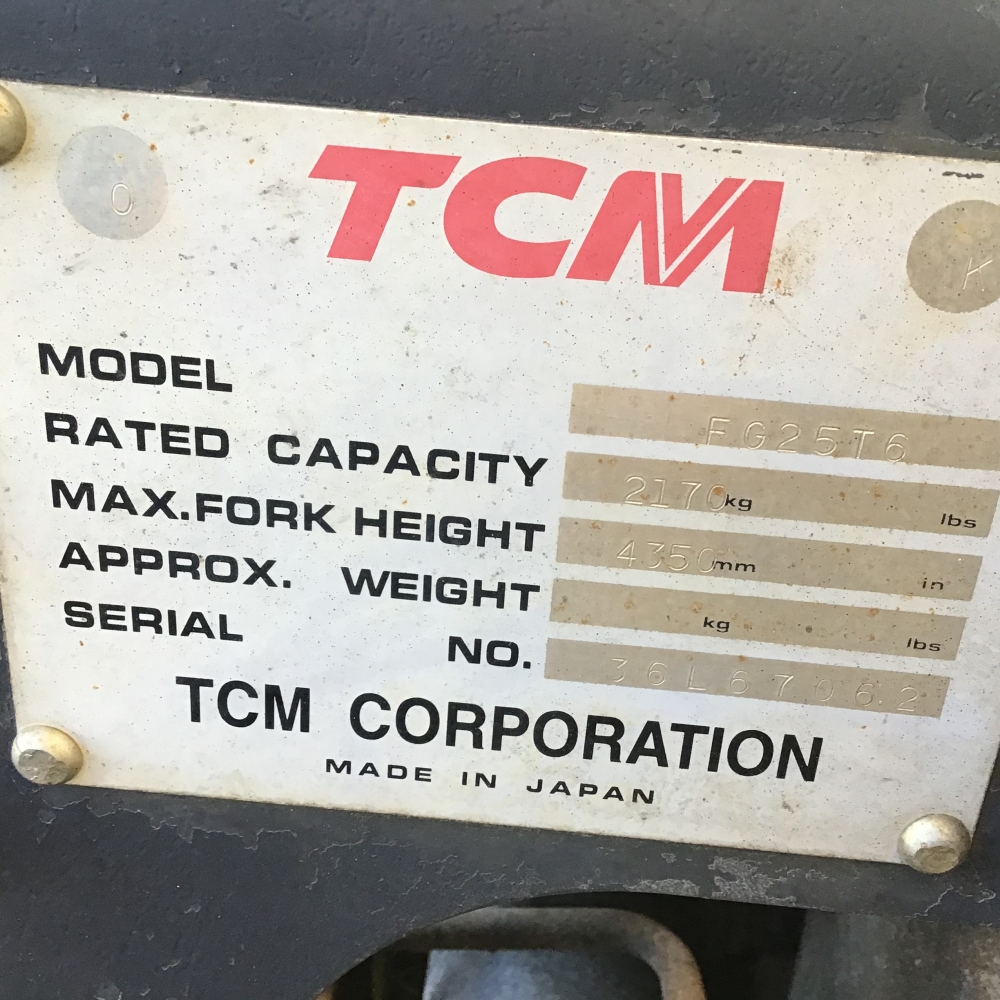 O
TCM
K
MODEL FG25T6
RATED CAPACITY 2170 kg lbs
MAX.FORK HEIGHT 4350 mm in
APPROX. WEIGHT kg lbs
SERIAL NO. 36L67062
TCM CORPORATION
MADE IN JAPAN